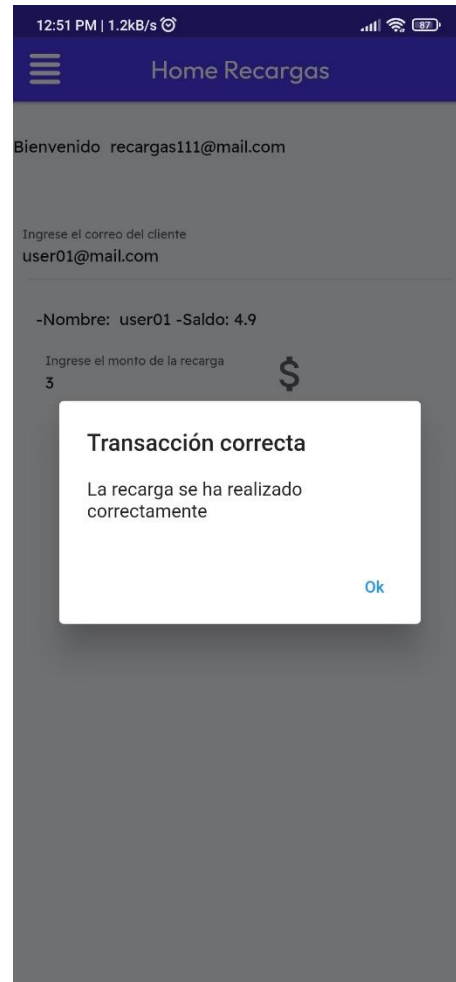 12:51 PM | 1.2kB/s
87
Home Recargas
Bienvenido recargas111@mail.com
Ingrese el correo del cliente
user01@mail.com
-Nombre: user01 -Saldo: 4.9
Ingrese el monto de la recarga
$
3
Transacción correcta
La recarga se ha realizado
correctamente
Ok